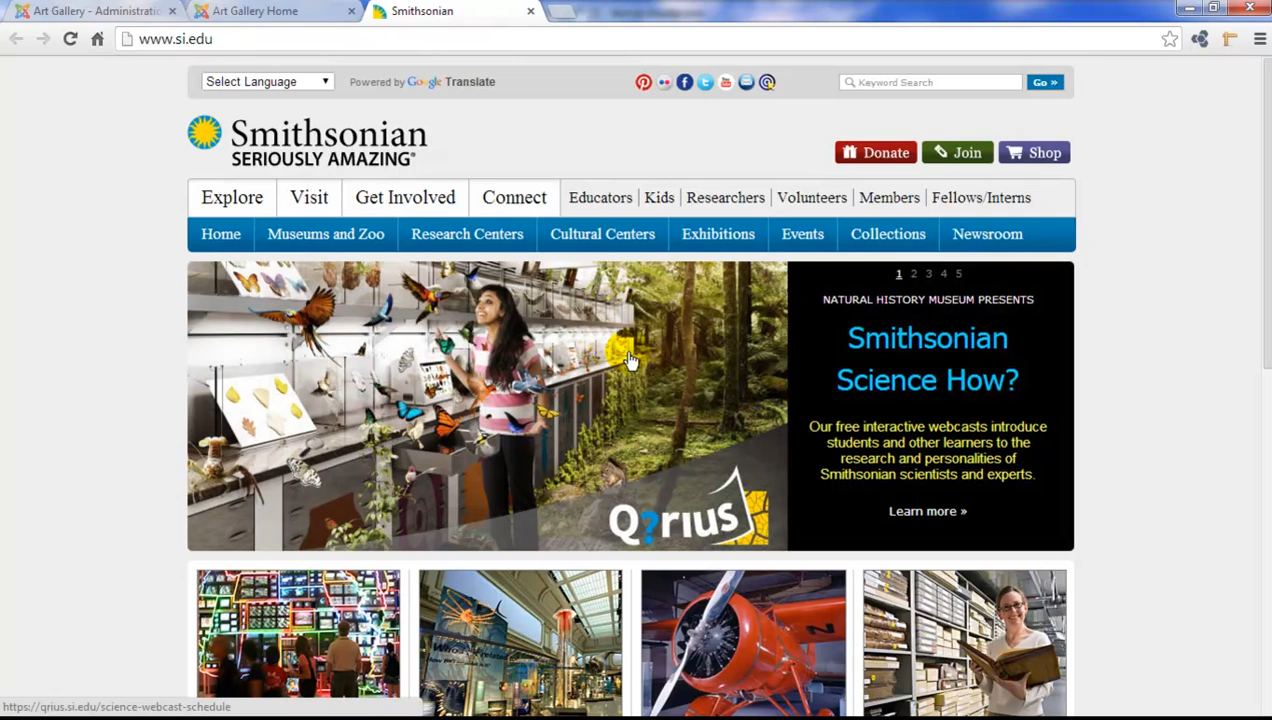 Art Gallery - Administratio
Art Gallery Home
Smithsonian
www.si.edu
Select Language
Powered by Google Translate
Keyword Search
Go »
Smithsonian
SERIOUSLY AMAZING®
Donate
Join
Shop
Explore
Visit
Get Involved
Connect
Educators
Kids
Researchers
Volunteers
Members
Fellows/Interns
Home
Museums and Zoo
Research Centers
Cultural Centers
Exhibitions
Events
Collections
Newsroom
1 2 3 4 5
NATURAL HISTORY MUSEUM PRESENTS
Smithsonian
Science How?
Our free interactive webcasts introduce
students and other learners to the
research and personalities of
Smithsonian scientists and experts.
Learn more »
Q?rius
https://qrius.si.edu/science-webcast-schedule